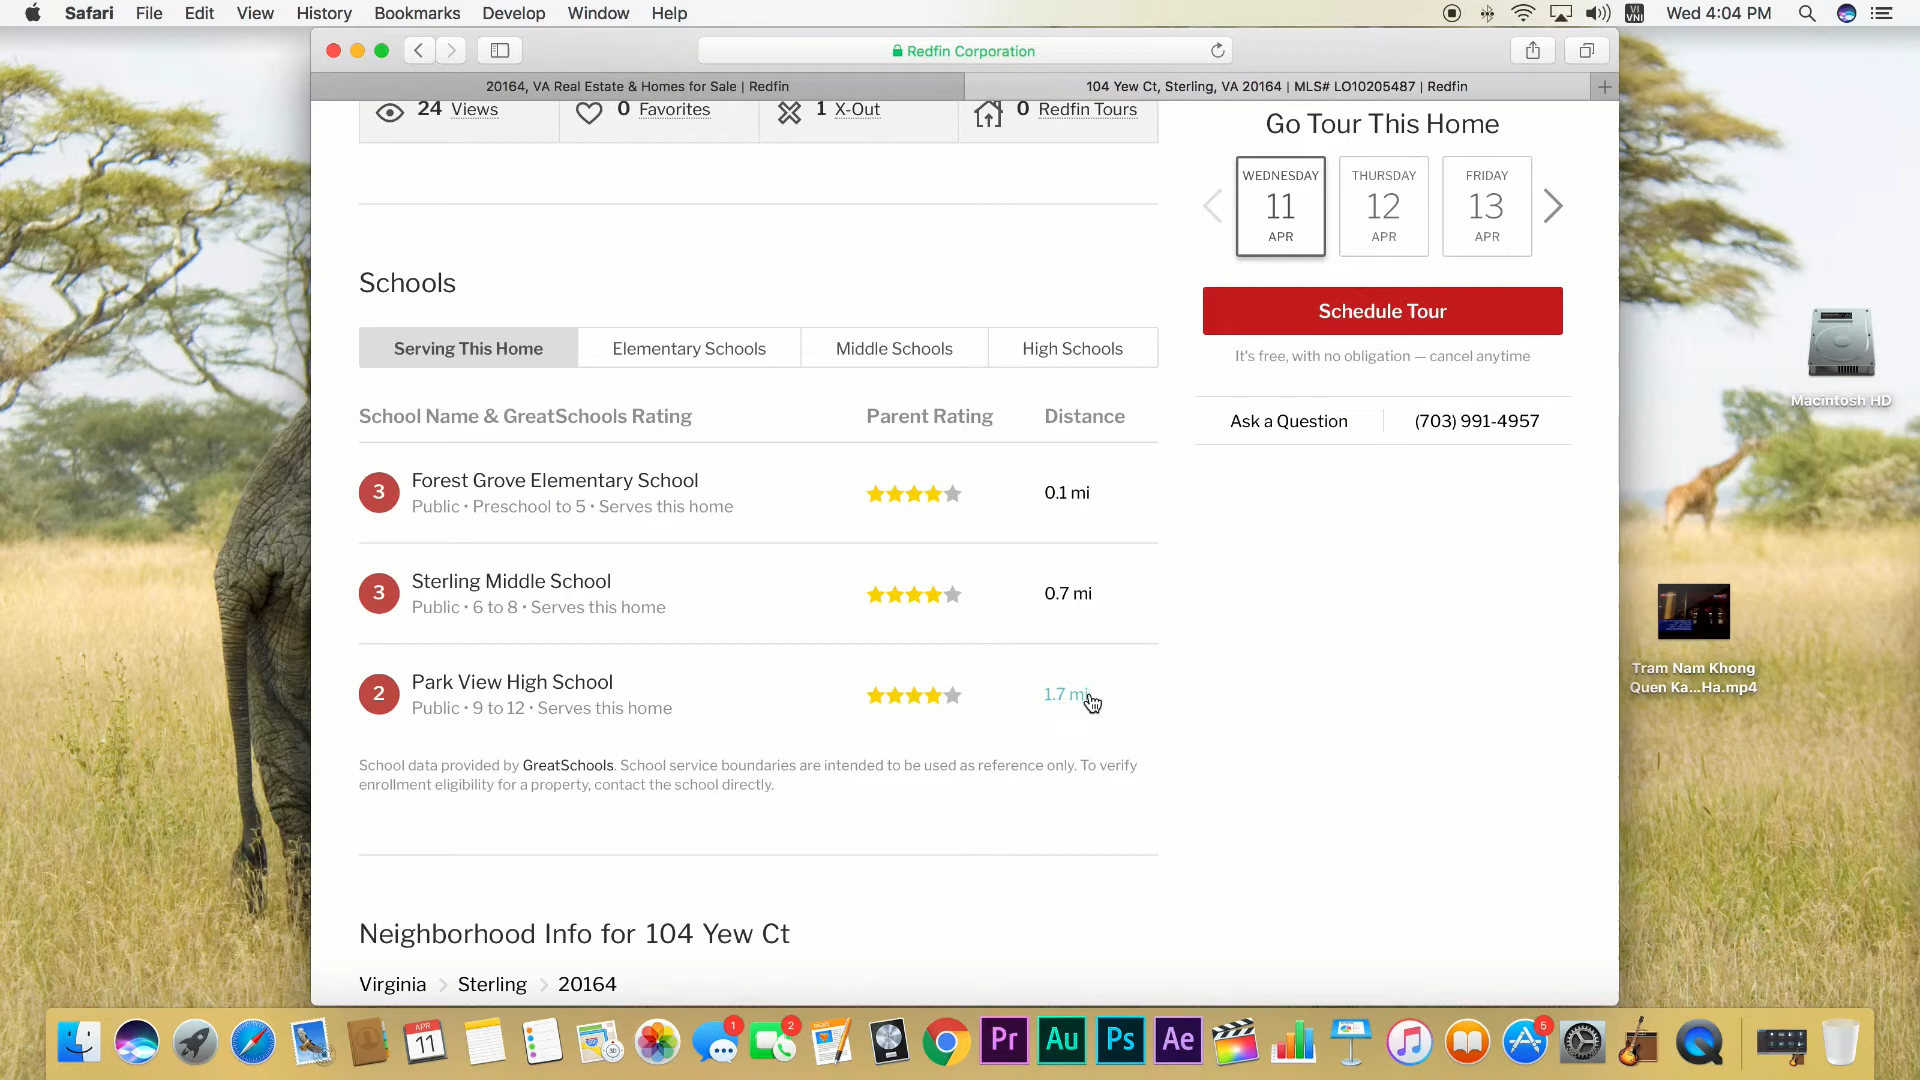 Safari File Edit View History Bookmarks Develop Window Help
VI VNI Wed 4:04 PM
Redfin Corporation
20164, VA Real Estate & Homes for Sale | Redfin
104 Yew Ct, Sterling, VA 20164 | MLS# LO10205487 | Redfin
24 Views
0 Favorites
1 X-Out
0 Redfin Tours
Go Tour This Home
WEDNESDAY 11 APR
THURSDAY 12 APR
FRIDAY 13 APR
Schedule Tour
It's free, with no obligation — cancel anytime
Ask a Question
(703) 991-4957
Schools
Serving This Home
Elementary Schools
Middle Schools
High Schools
School Name & GreatSchools Rating
Parent Rating
Distance
3 Forest Grove Elementary School
Public • Preschool to 5 • Serves this home
0.1 mi
3 Sterling Middle School
Public • 6 to 8 • Serves this home
0.7 mi
2 Park View High School
Public • 9 to 12 • Serves this home
1.7 mi
School data provided by GreatSchools. School service boundaries are intended to be used as reference only. To verify
enrollment eligibility for a property, contact the school directly.
Neighborhood Info for 104 Yew Ct
Virginia Sterling 20164
Macintosh HD
Tram Nam Khong
Quen Ka...Ha.mp4
APR
11
1
2
Pr
Au
Ps
Ae
5